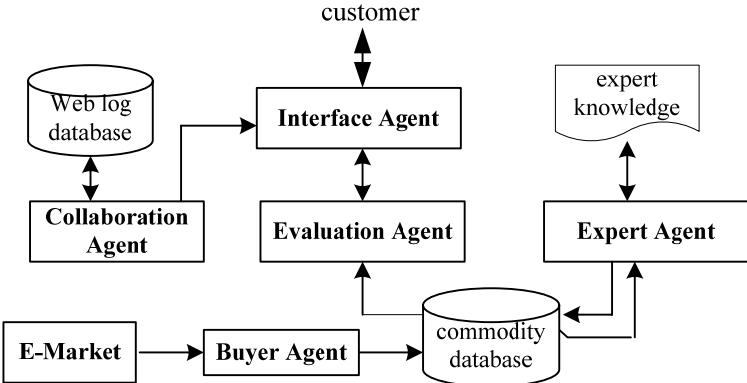 customer
Web log
database
Interface Agent
expert
knowledge
Collaboration
Agent
Evaluation Agent
Expert Agent
E-Market
Buyer Agent
commodity
database